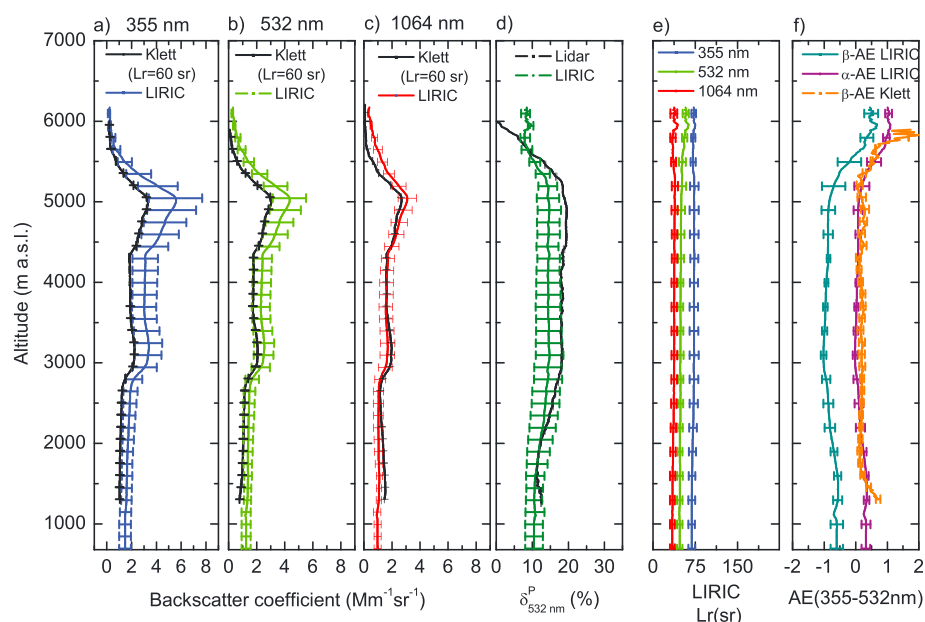 a) 355 nm
b) 532 nm
c) 1064 nm
d)
e)
f)
7000
6000
5000
4000
3000
2000
1000
Altitude (m a.s.l.)
Klett
(Lr=60 sr)
LIRIC
Klett
(Lr=60 sr)
LIRIC
Klett
(Lr=60 sr)
LIRIC
Lidar
LIRIC
355 nm
532 nm
1064 nm
β-AE LIRIC
α-AE LIRIC
β-AE Klett
0 2 4 6 8
0 2 4 6 8
0 2 4 6 8
0 10 20 30
0 75 150
-2 -1 0 1 2
Backscatter coefficient (Mm⁻¹sr⁻¹)
δᴾ532 nm (%)
LIRIC
Lr(sr)
AE(355-532nm)